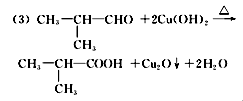 (3) CH₃—CH—CHO +2Cu(OH)₂ △
CH₃
CH₃—CH—COOH +Cu₂O↓+2H₂O
CH₃